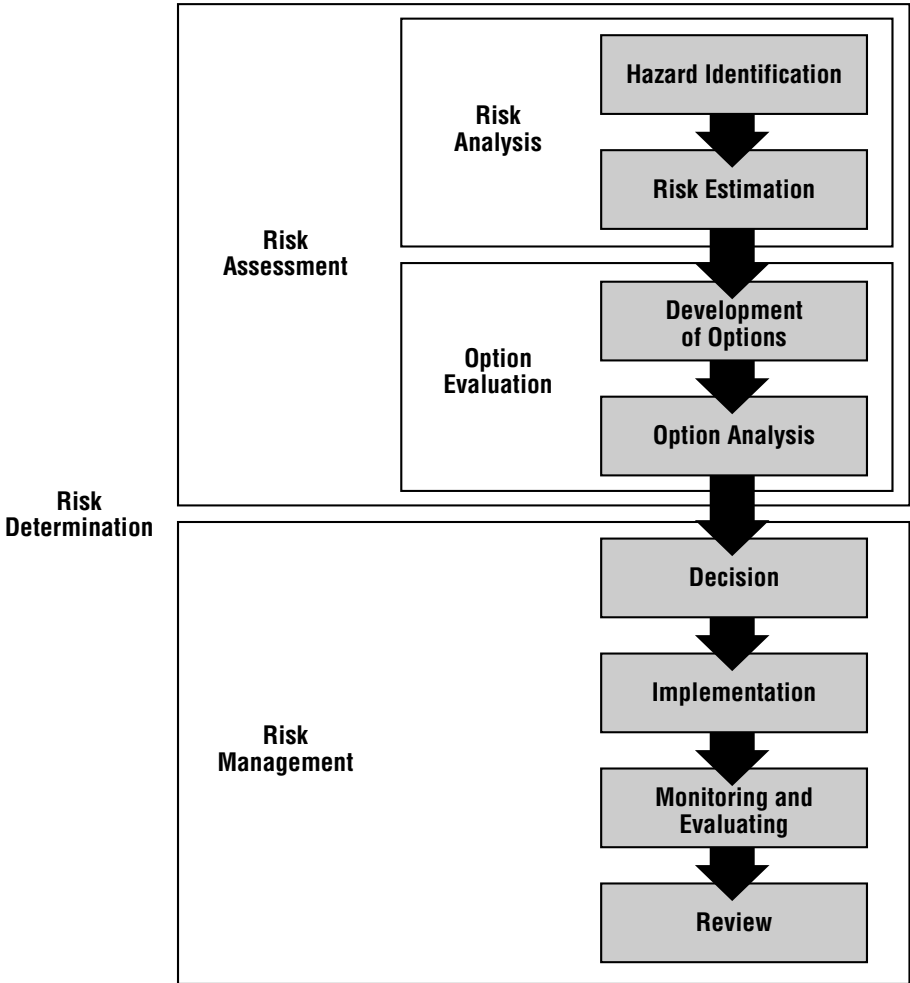 Hazard Identification
Risk
Analysis
Risk Estimation
Risk
Assessment
Development
of Options
Option
Evaluation
Option Analysis
Risk
Determination
Decision
Implementation
Risk
Management
Monitoring and
Evaluating
Review